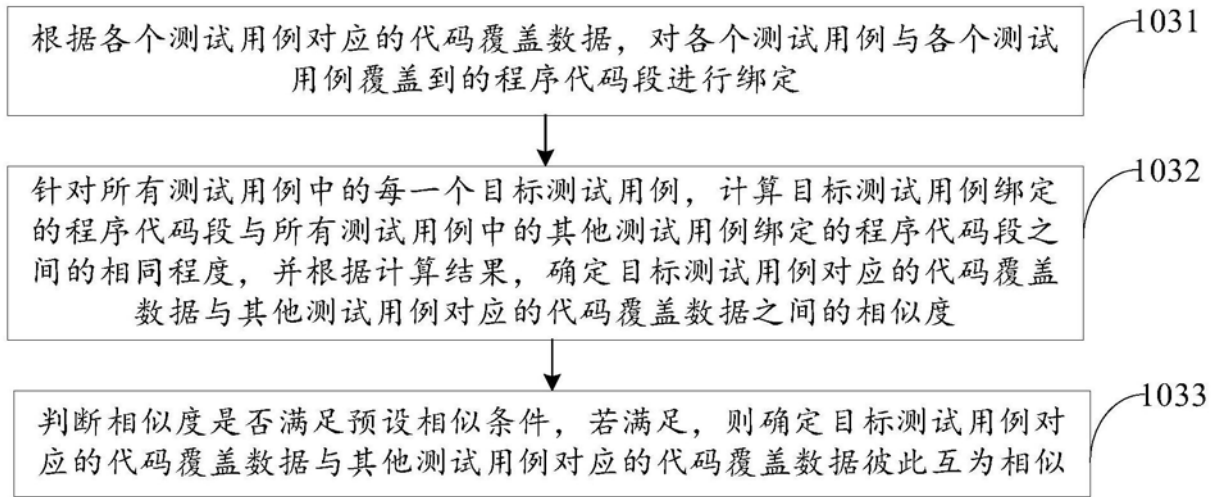 根据各个测试用例对应的代码覆盖数据，对各个测试用例与各个测试
用例覆盖到的程序代码段进行绑定
1031
针对所有测试用例中的每一个目标测试用例，计算目标测试用例绑定
的程序代码段与所有测试用例中的其他测试用例绑定的程序代码段之
间的相同程度，并根据计算结果，确定目标测试用例对应的代码覆盖
数据与其他测试用例对应的代码覆盖数据之间的相似度
1032
判断相似度是否满足预设相似条件，若满足，则确定目标测试用例对
应的代码覆盖数据与其他测试用例对应的代码覆盖数据彼此互为相似
1033